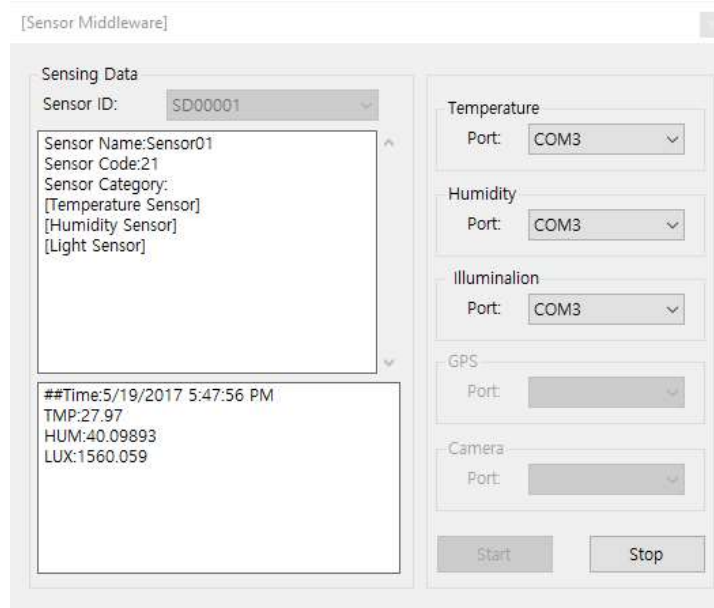 [Sensor Middleware]
Sensing Data
Sensor ID: SD00001
Sensor Name:Sensor01
Sensor Code:21
Sensor Category:
[Temperature Sensor]
[Humidity Sensor]
[Light Sensor]
##Time:5/19/2017 5:47:56 PM
TMP:27.97
HUM:40.09893
LUX:1560.059
Temperature
Port: COM3
Humidity
Port: COM3
Illuminalion
Port: COM3
GPS
Port:
Camera
Port:
Start Stop